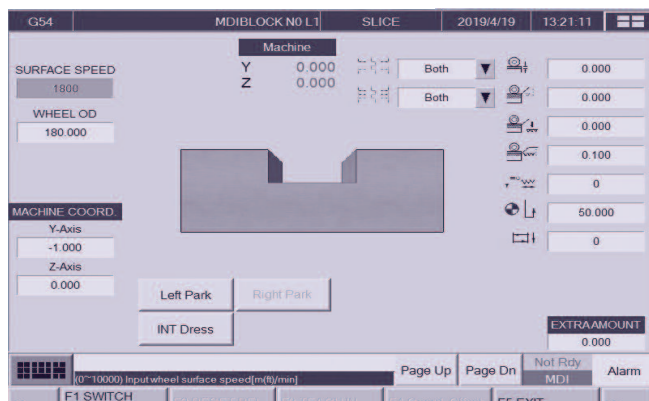 G54 MDIBLOCK N0 L1 SLICE 2019/4/19 13:21:11
Machine
Y 0.000
Z 0.000
Both
Both
SURFACE SPEED
1800
WHEEL OD
180.000
0.000
0.000
0.000
0.100
0
50.000
0
MACHINE COORD.
Y-Axis
-1.000
Z-Axis
0.000
Left Park Right Park
INT Dress
EXTRAAMOUNT
0.000
(0~10000) Input wheel surface speed[m(ft)/min]
Page Up Page Dn Not Rdy
MDI Alarm
F1 SWITCH